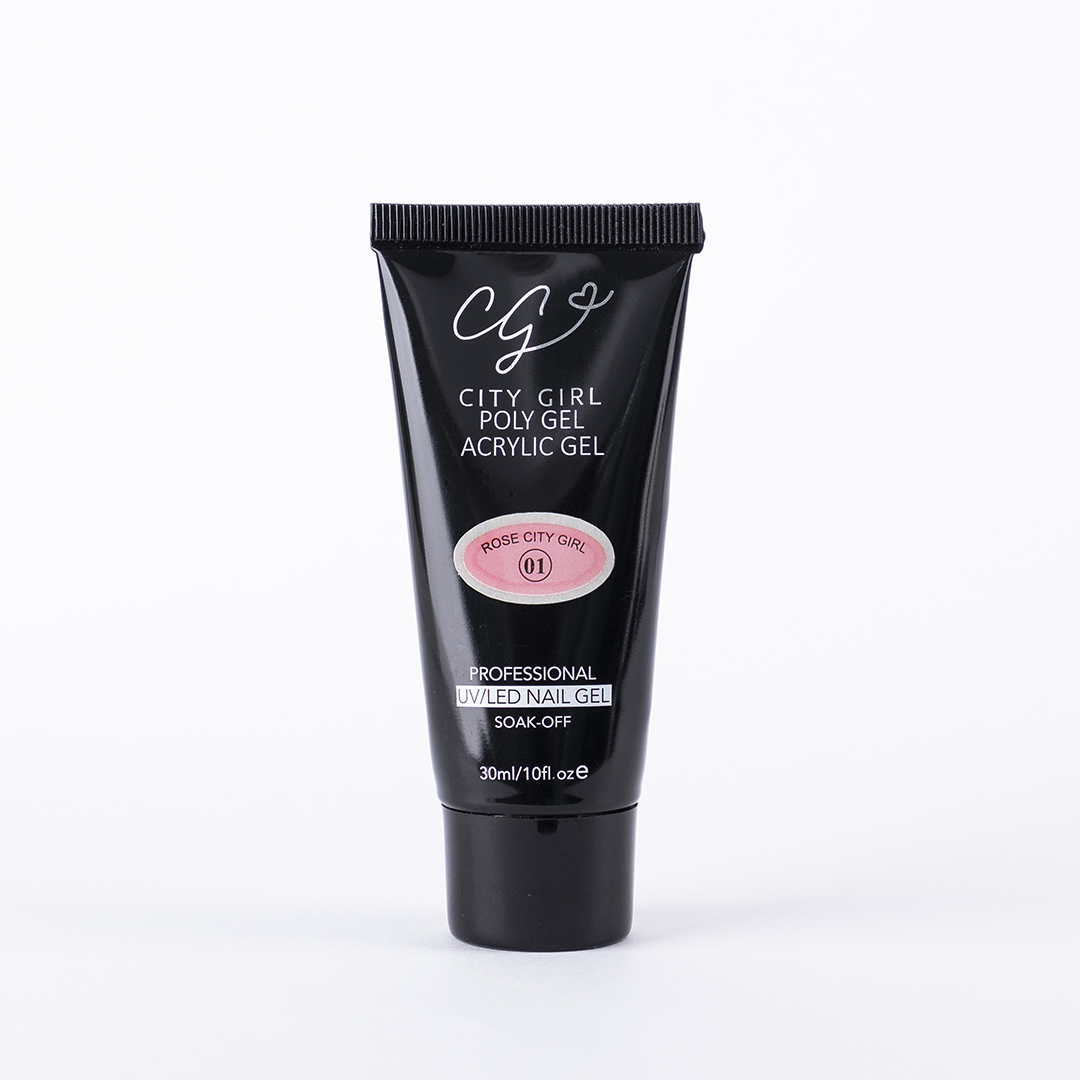 CG
CITY GIRL
POLY GEL
ACRYLIC GEL
ROSE CITY GIRL
01
PROFESSIONAL
UV/LED NAIL GEL
SOAK-OFF
30ml/10fl.oz e